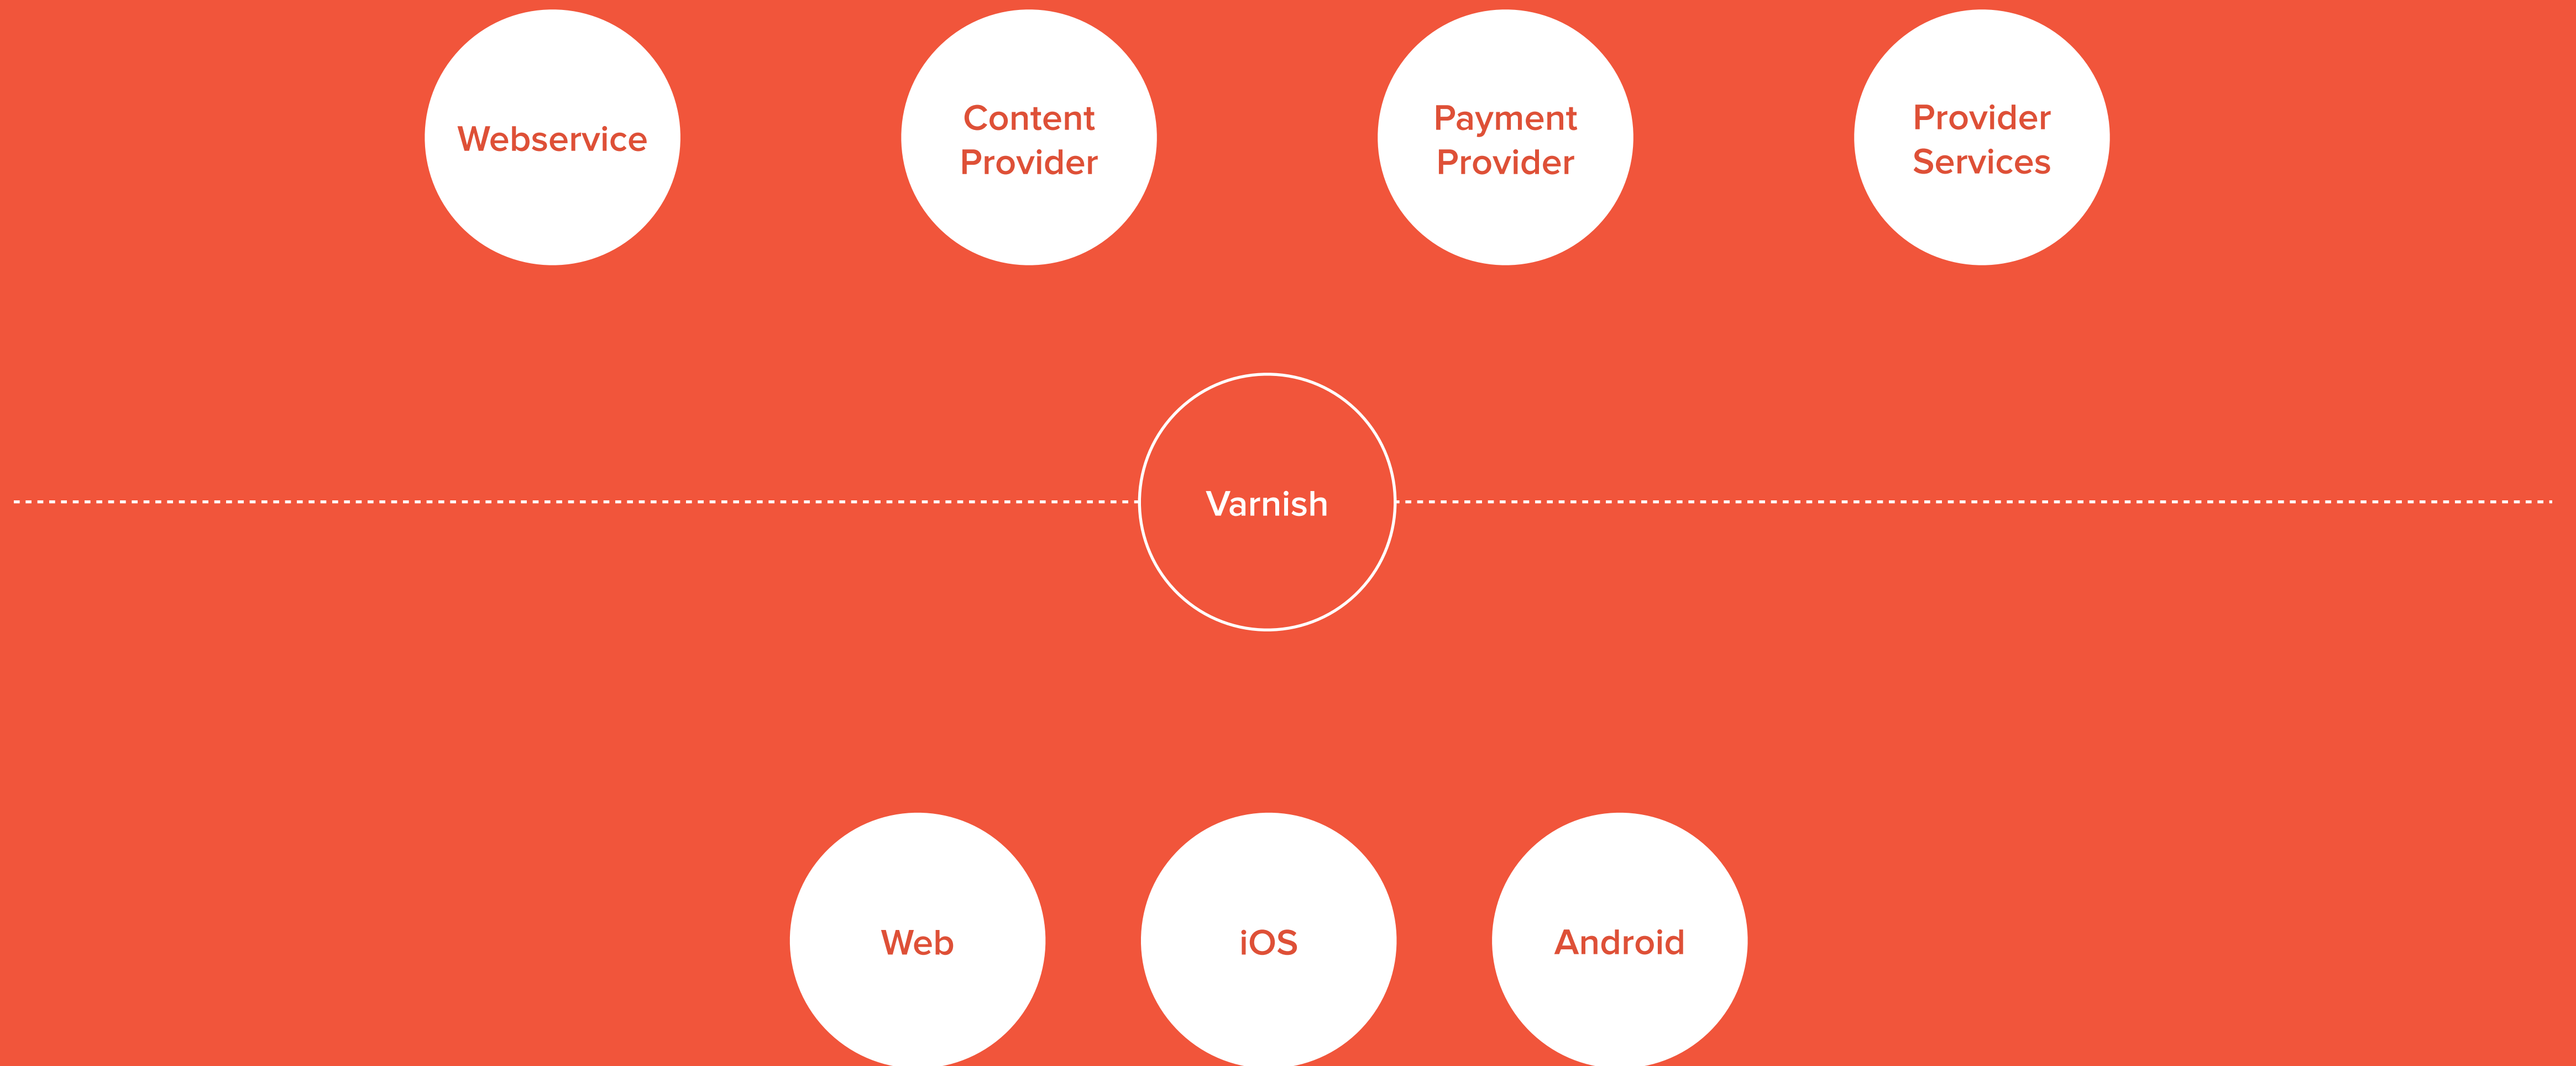 Webservice
Content
Provider
Payment
Provider
Provider
Services
Varnish
Web
iOS
Android